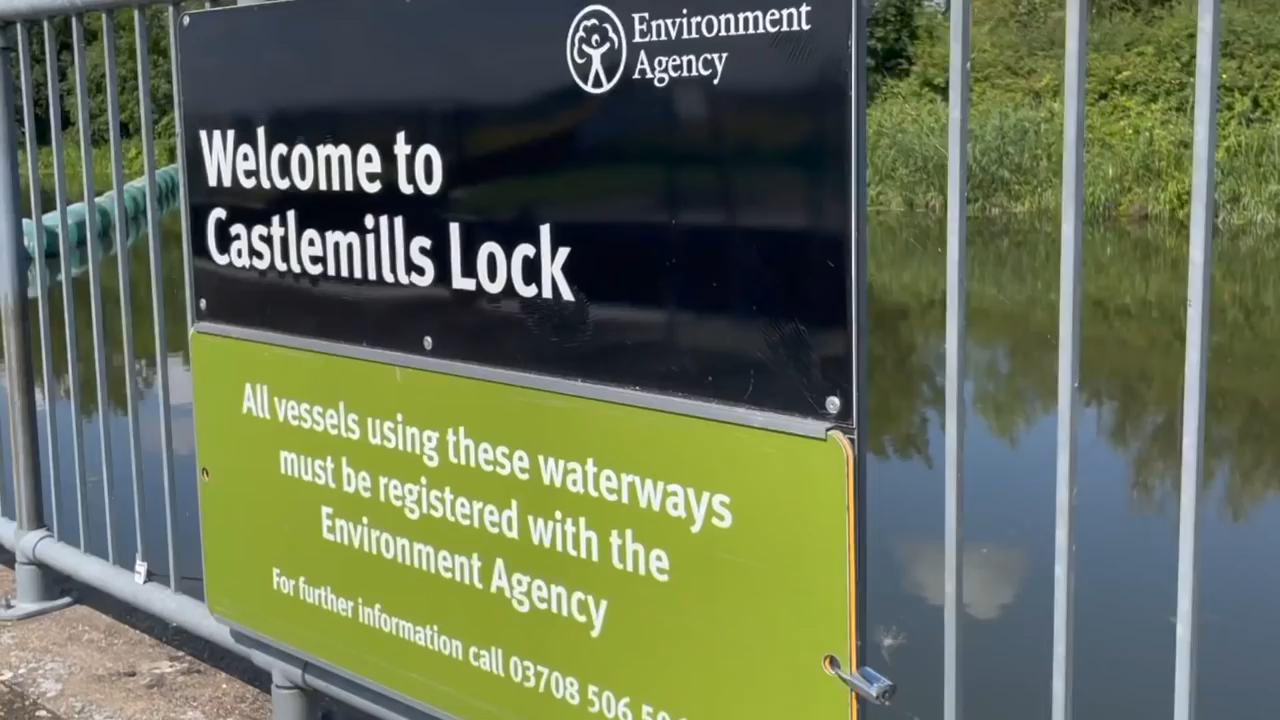 Environment
Agency
Welcome to
Castlemills Lock
All vessels using these waterways
must be registered with the
Environment Agency
For further information call 03708 506